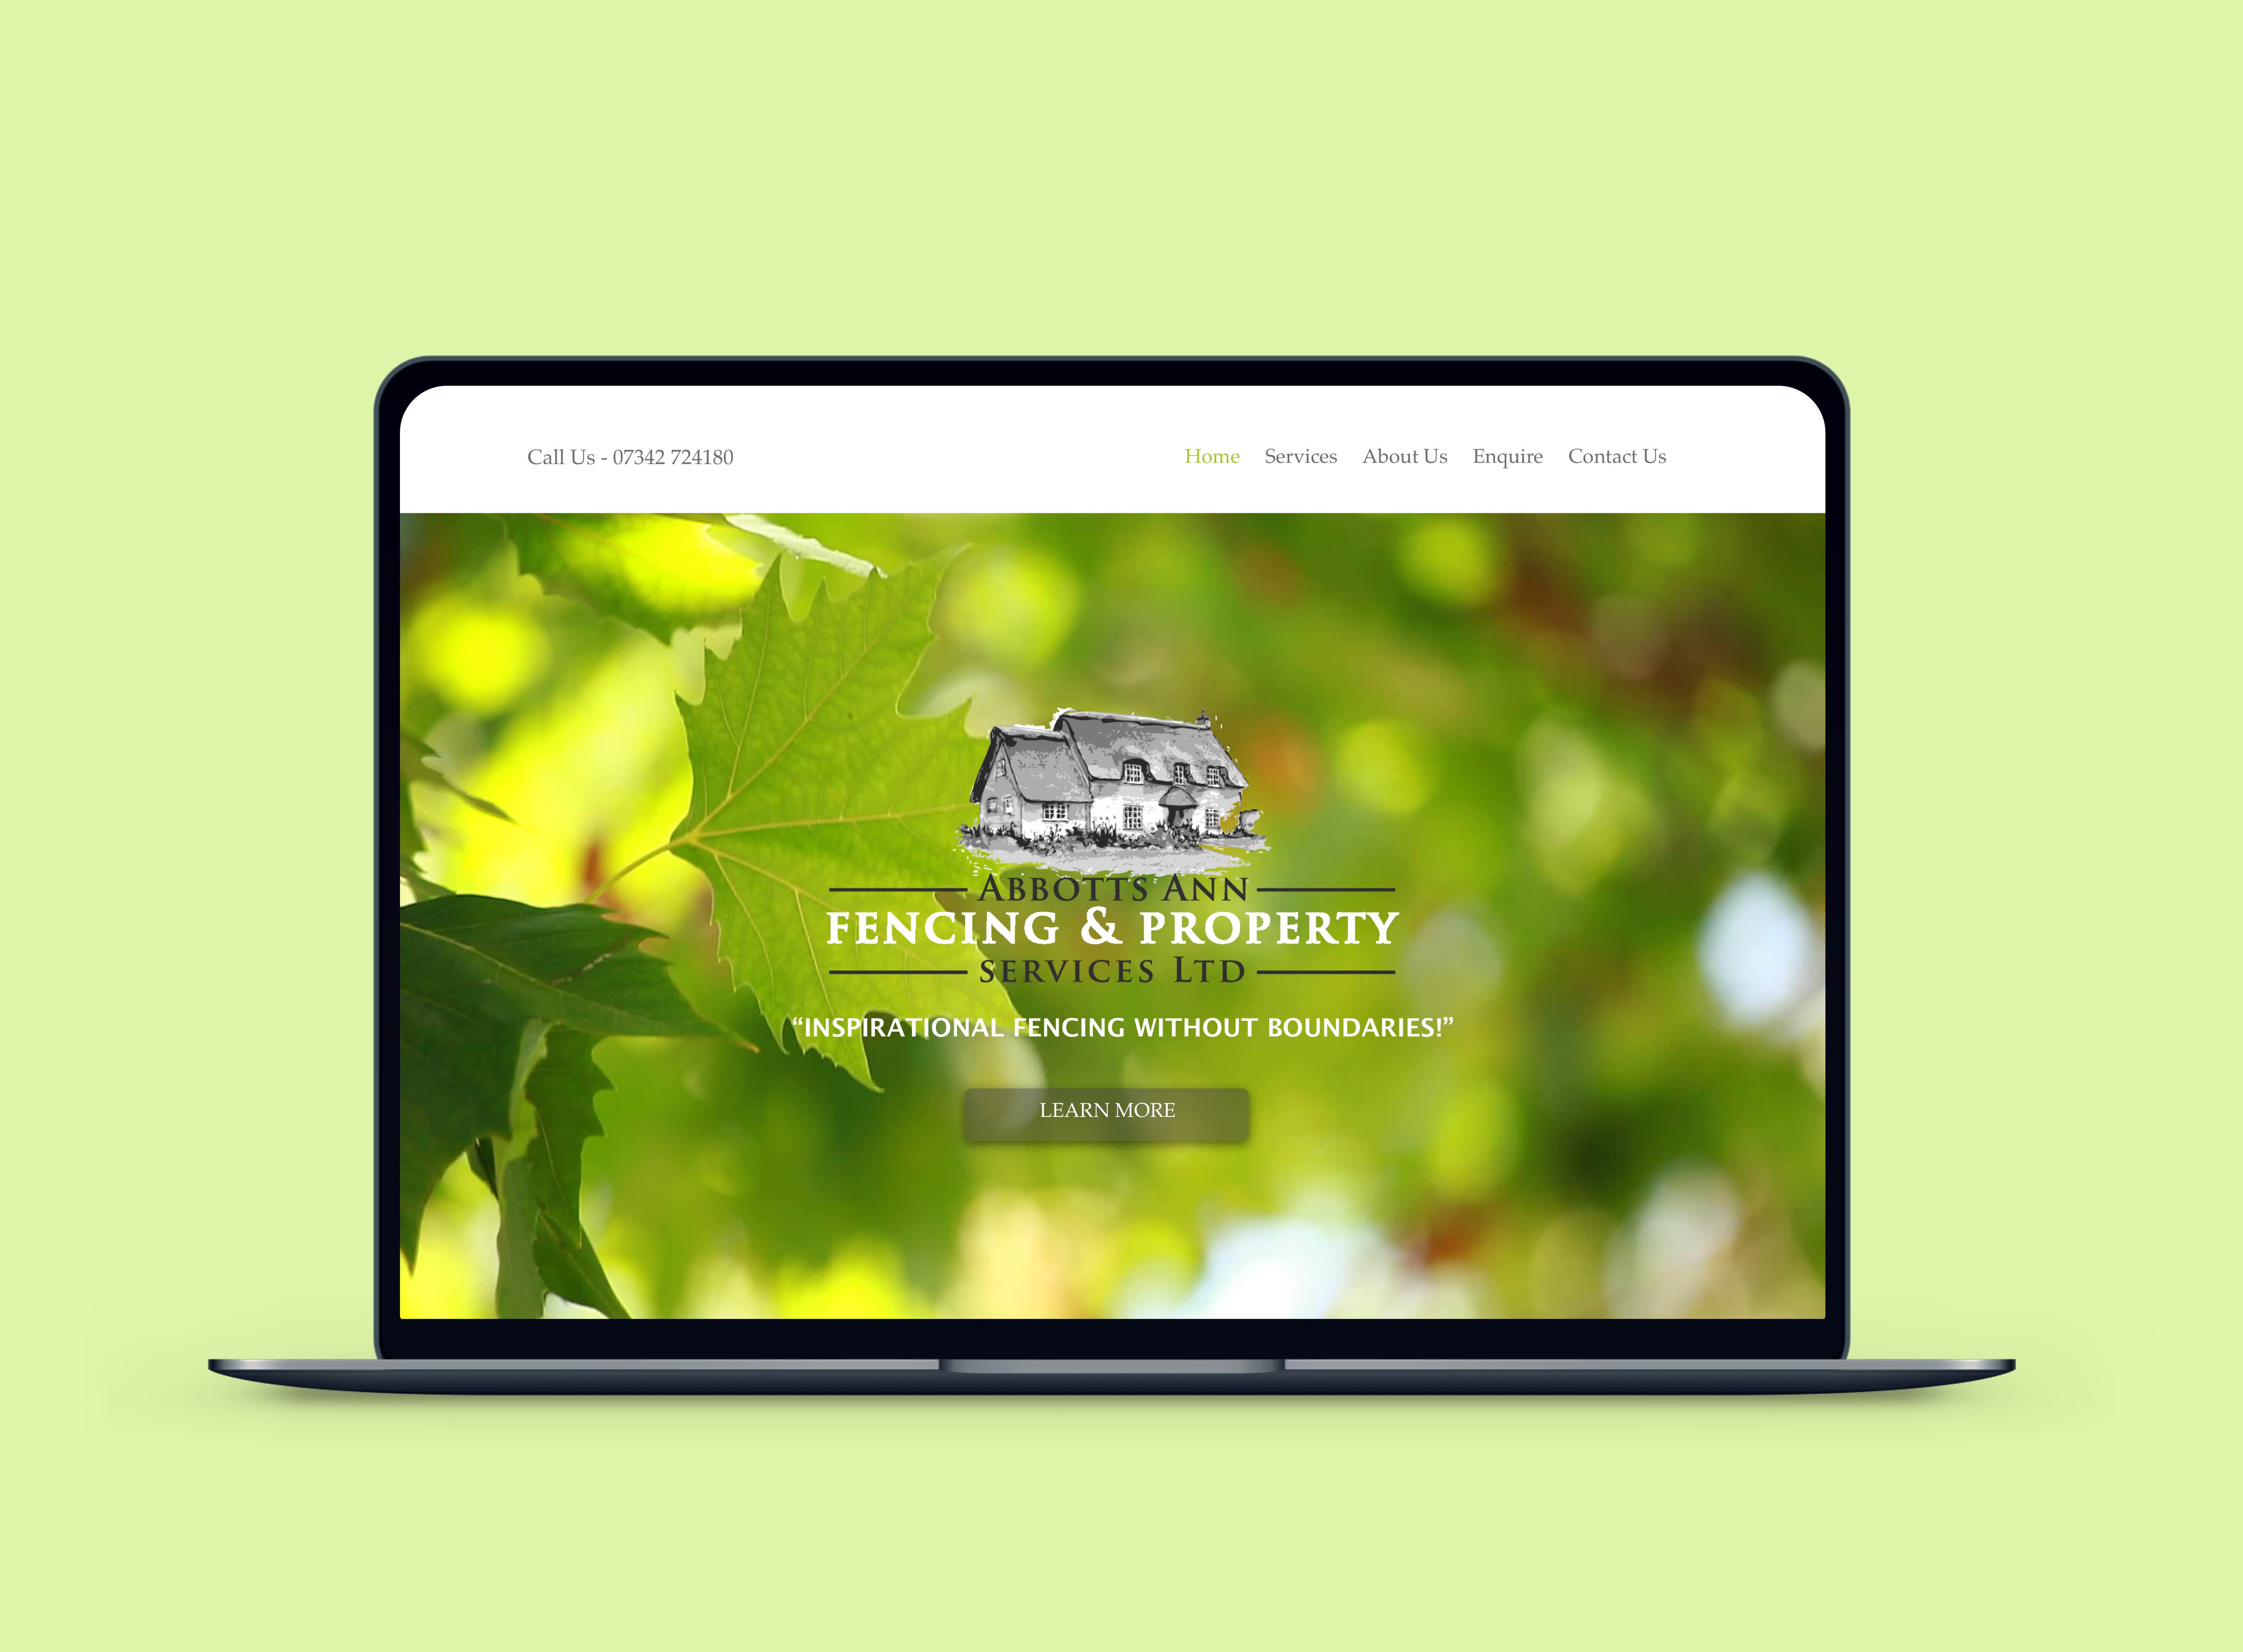 Call Us - 07342 724180
Home Services About Us Enquire Contact Us
ABBOTTS ANN
FENCING & PROPERTY
SERVICES LTD
“INSPIRATIONAL FENCING WITHOUT BOUNDARIES!”
LEARN MORE